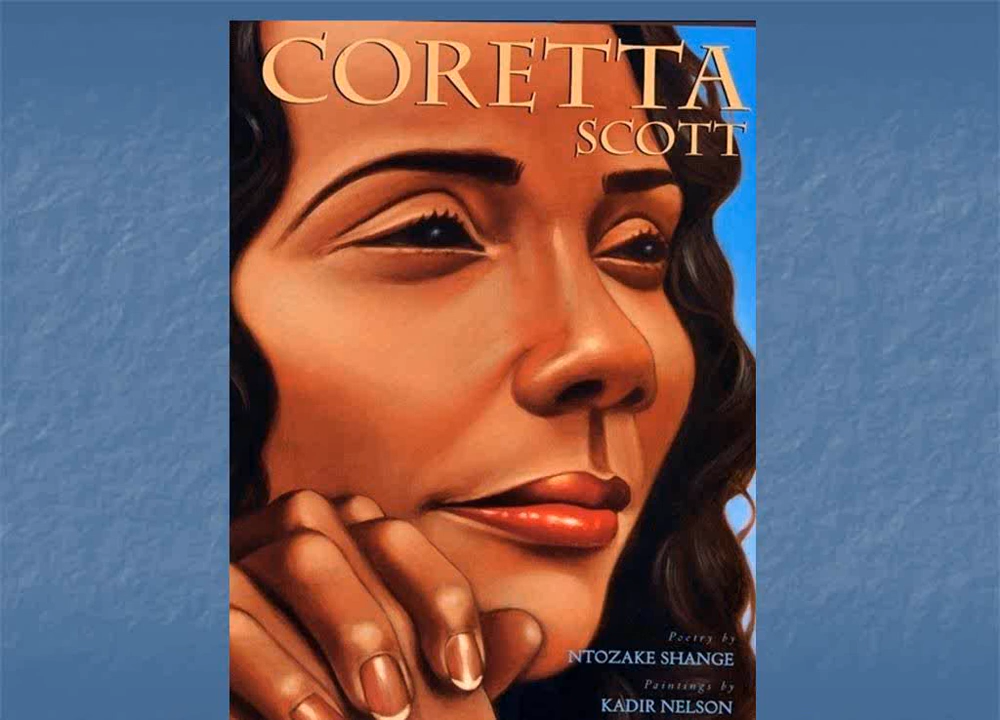 CORETTA
SCOTT
Poetry by
NTOZAKE SHANGE
Paintings by
KADIR NELSON